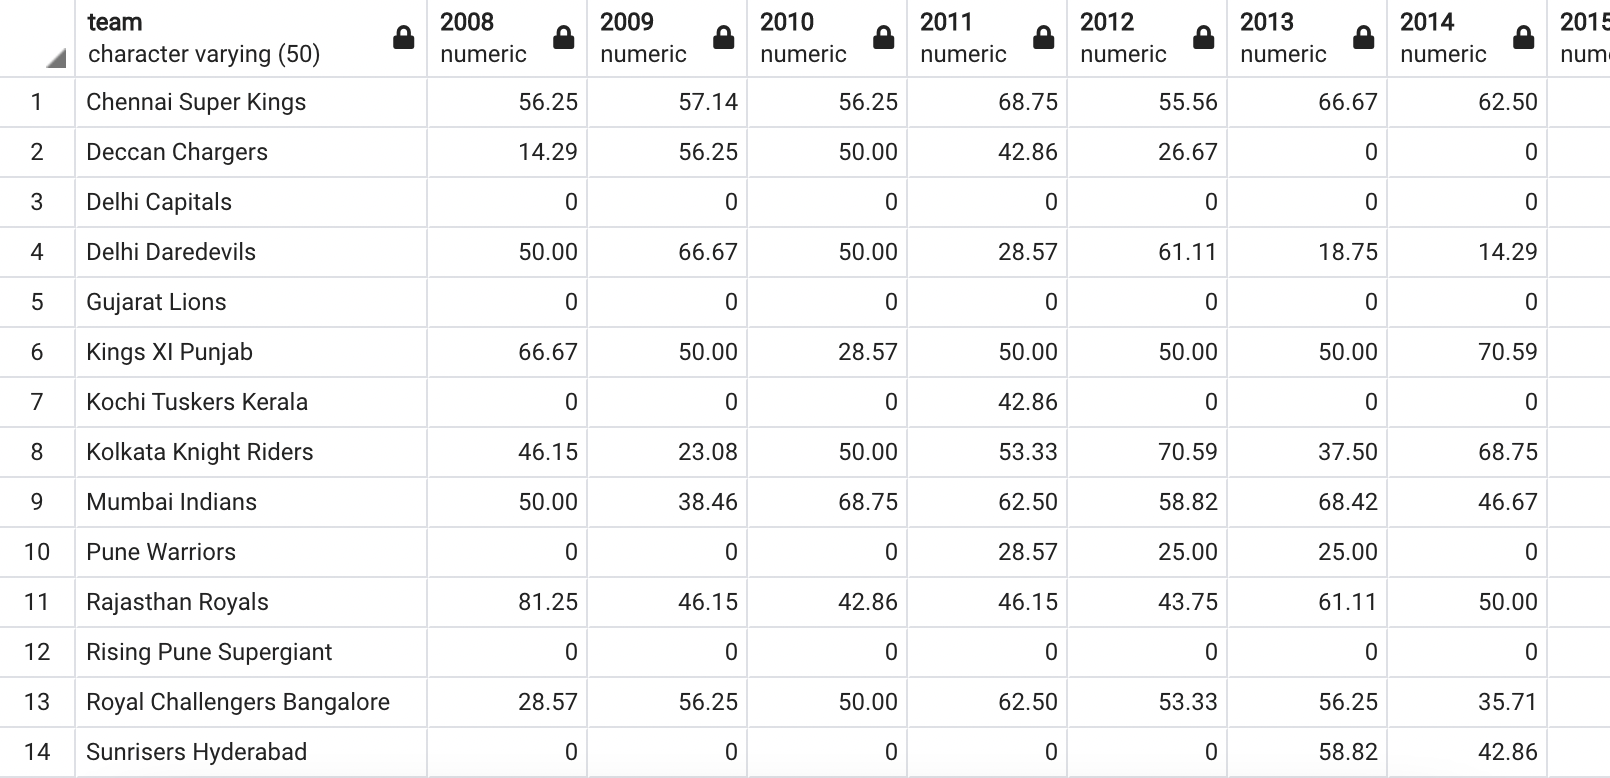 team 2008 2009 2010 2011 2012 2013 2014 2015
character varying (50) numeric numeric numeric numeric numeric numeric numeric
1 Chennai Super Kings 56.25 57.14 56.25 68.75 55.56 66.67 62.50
2 Deccan Chargers 14.29 56.25 50.00 42.86 26.67 0 0
3 Delhi Capitals 0 0 0 0 0 0 0
4 Delhi Daredevils 50.00 66.67 50.00 28.57 61.11 18.75 14.29
5 Gujarat Lions 0 0 0 0 0 0 0
6 Kings XI Punjab 66.67 50.00 28.57 50.00 50.00 50.00 70.59
7 Kochi Tuskers Kerala 0 0 0 42.86 0 0 0
8 Kolkata Knight Riders 46.15 23.08 50.00 53.33 70.59 37.50 68.75
9 Mumbai Indians 50.00 38.46 68.75 62.50 58.82 68.42 46.67
10 Pune Warriors 0 0 0 28.57 25.00 25.00 0
11 Rajasthan Royals 81.25 46.15 42.86 46.15 43.75 61.11 50.00
12 Rising Pune Supergiant 0 0 0 0 0 0 0
13 Royal Challengers Bangalore 28.57 56.25 50.00 62.50 53.33 56.25 35.71
14 Sunrisers Hyderabad 0 0 0 0 0 58.82 42.86